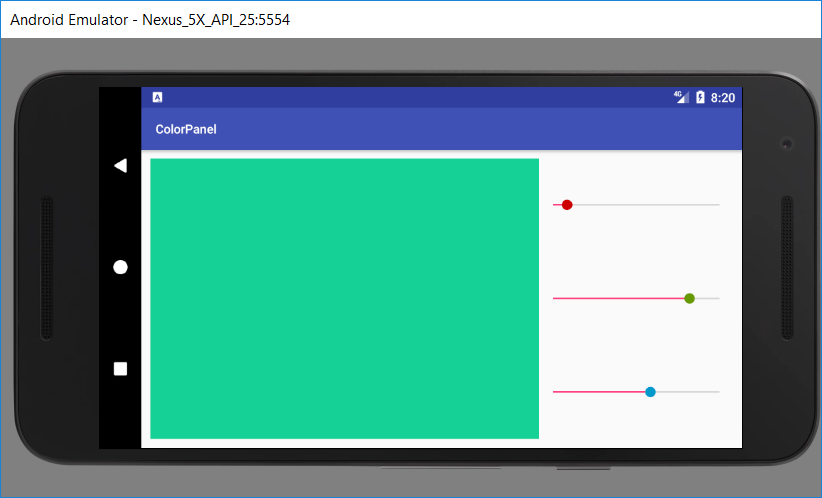 Android Emulator - Nexus_5X_API_25:5554
A 4G 8:20
ColorPanel